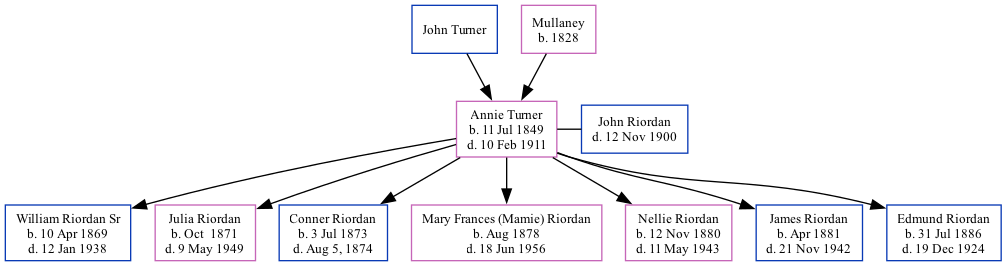 John Turner
Mullaney
b. 1828
Annie Turner
b. 11 Jul 1849
d. 10 Feb 1911
John Riordan
d. 12 Nov 1900
William Riordan Sr
b. 10 Apr 1869
d. 12 Jan 1938
Julia Riordan
b. Oct  1871
d. 9 May 1949
Conner Riordan
b. 3 Jul 1873
d. Aug 5, 1874
Mary Frances (Mamie) Riordan
b. Aug 1878
d. 18 Jun 1956
Nellie Riordan
b. 12 Nov 1880
d. 11 May 1943
James Riordan
b. Apr 1881
d. 21 Nov 1942
Edmund Riordan
b. 31 Jul 1886
d. 19 Dec 1924